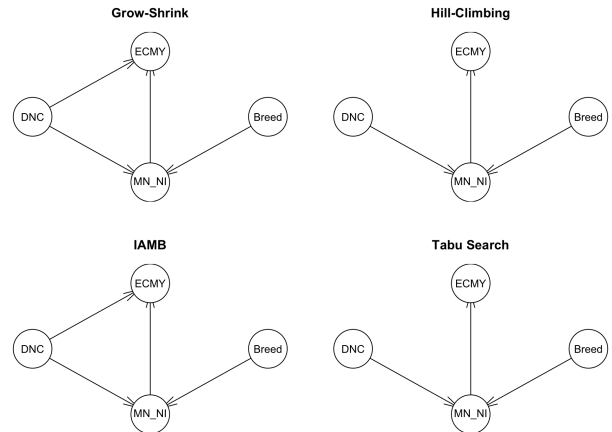 Grow-Shrink
ECMY
DNC
Breed
MN_NI
Hill-Climbing
ECMY
DNC
Breed
MN_NI
IAMB
ECMY
DNC
Breed
MN_NI
Tabu Search
ECMY
DNC
Breed
MN_NI